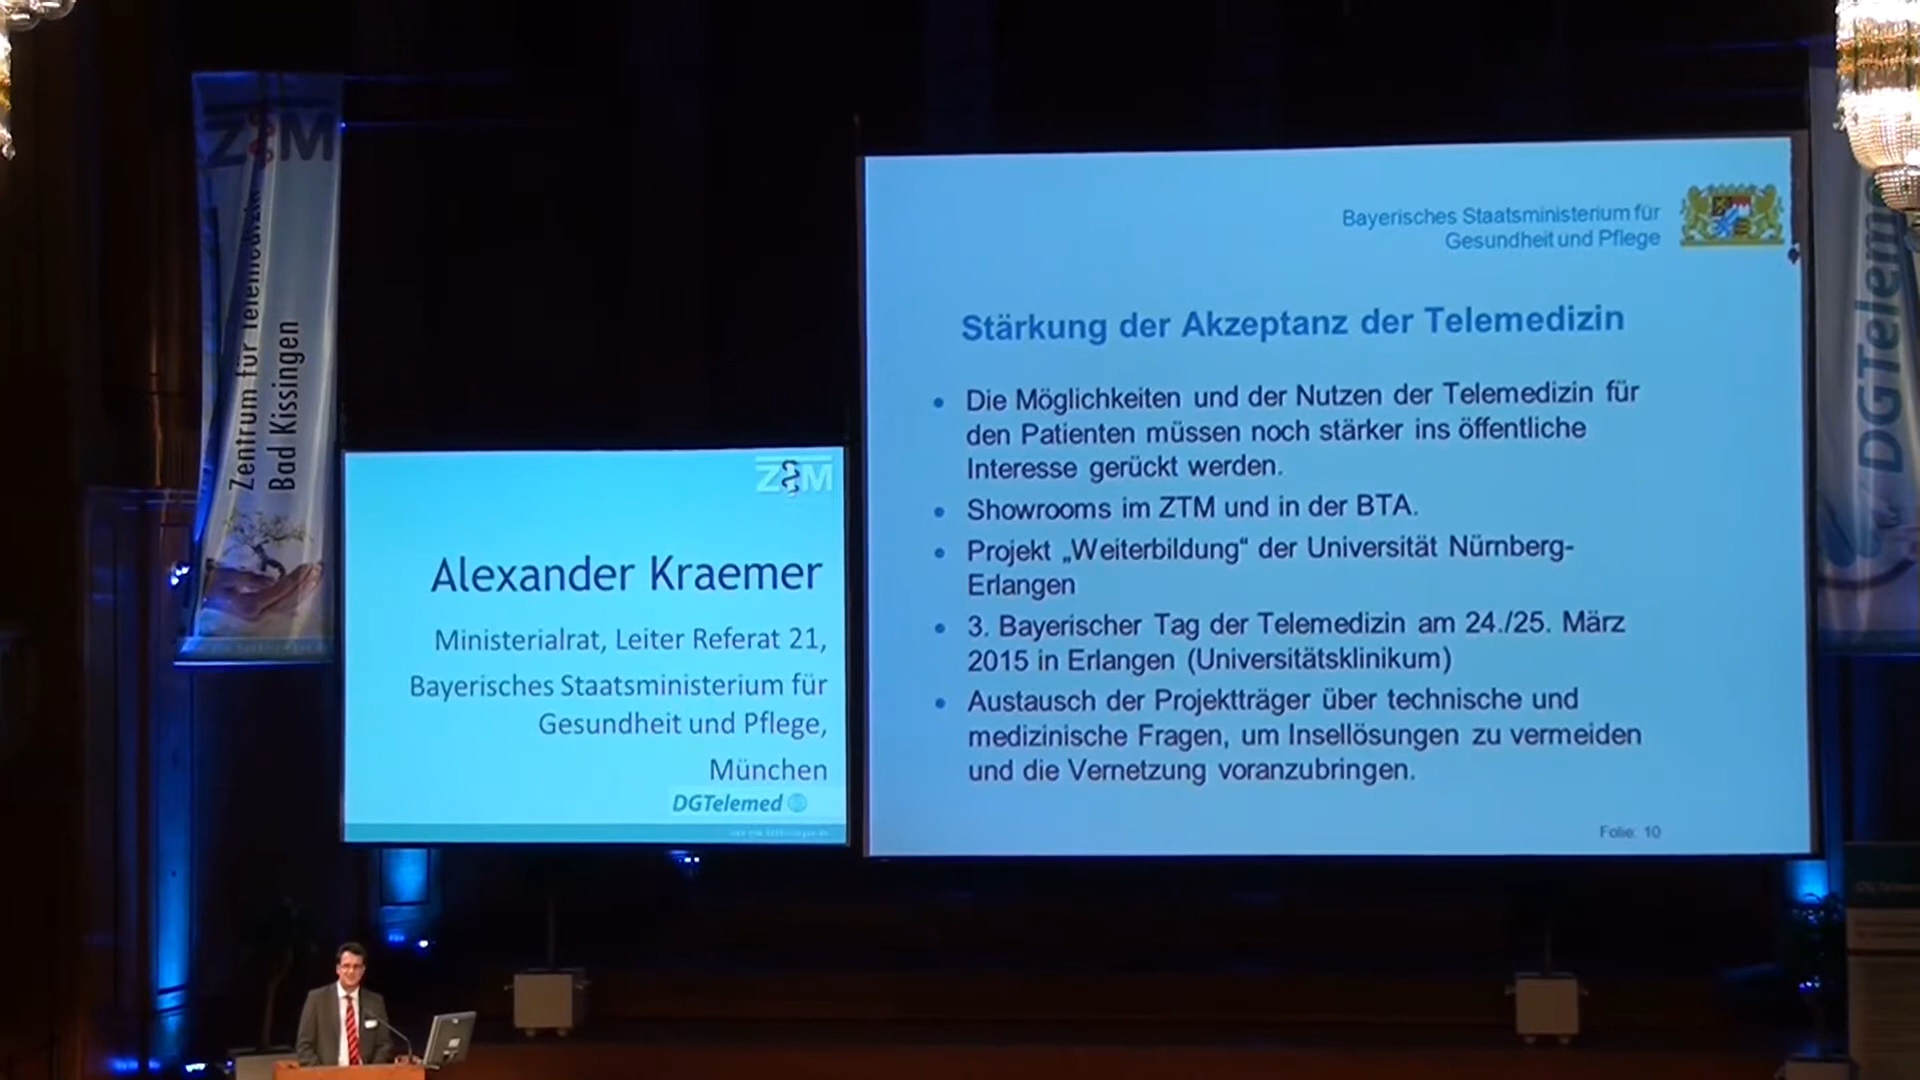 ZTM
Zentrum für Telemedizin
Bad Kissingen
ZTM
Alexander Kraemer
Ministerialrat, Leiter Referat 21,
Bayerisches Staatsministerium für
Gesundheit und Pflege,
München
DGTelemed
Bayerisches Staatsministerium für
Gesundheit und Pflege
Stärkung der Akzeptanz der Telemedizin
• Die Möglichkeiten und der Nutzen der Telemedizin für
den Patienten müssen noch stärker ins öffentliche
Interesse gerückt werden.
• Showrooms im ZTM und in der BTA.
• Projekt „Weiterbildung“ der Universität Nürnberg-
Erlangen
• 3. Bayerischer Tag der Telemedizin am 24./25. März
2015 in Erlangen (Universitätsklinikum)
• Austausch der Projektträger über technische und
medizinische Fragen, um Insellösungen zu vermeiden
und die Vernetzung voranzubringen.
Folie: 10
DGTeleme